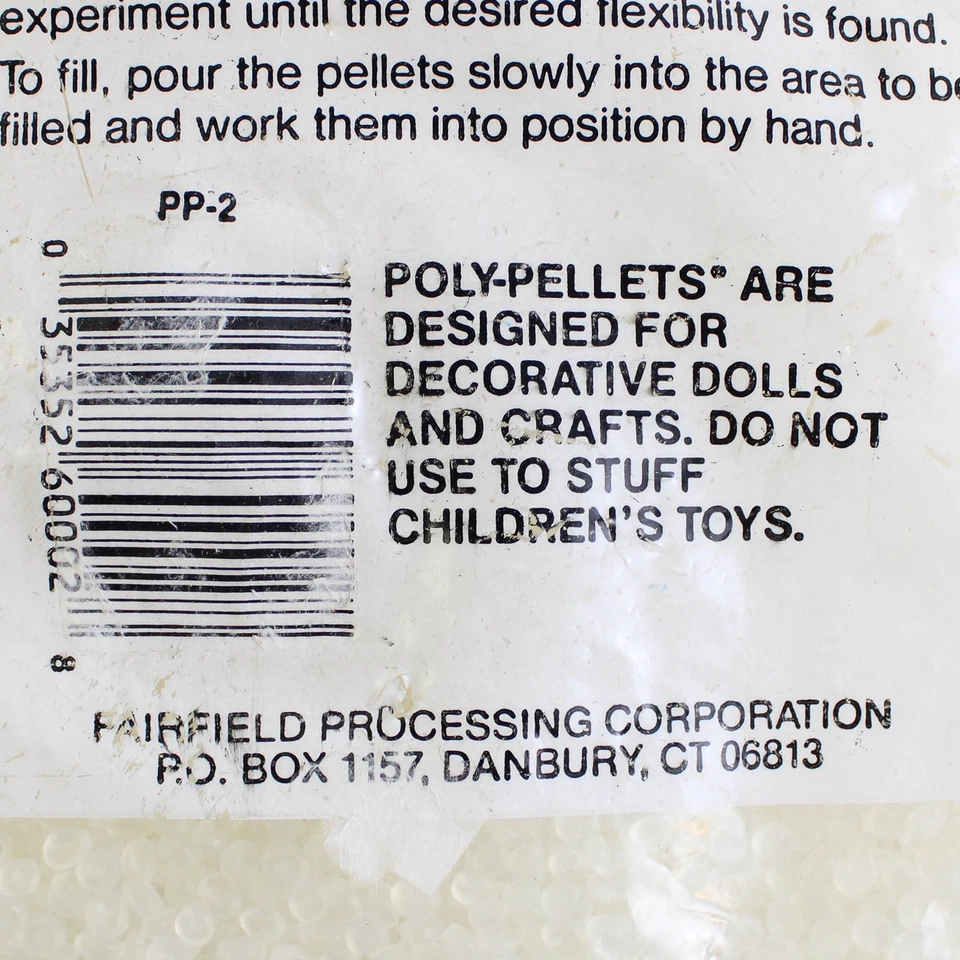 experiment until the desired flexibility is found.
To fill, pour the pellets slowly into the area to be
filled and work them into position by hand.
PP-2
0 35352 60002 8
POLY-PELLETS® ARE
DESIGNED FOR
DECORATIVE DOLLS
AND CRAFTS. DO NOT
USE TO STUFF
CHILDREN'S TOYS.
FAIRFIELD PROCESSING CORPORATION
P.O. BOX 1157, DANBURY, CT 06813